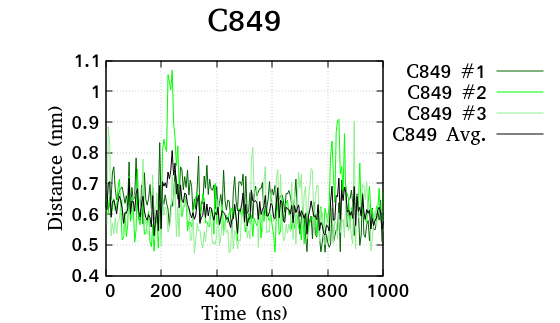 C849
C849 #1
C849 #2
C849 #3
C849 Avg.
Distance (nm)
1.1
1
0.9
0.8
0.7
0.6
0.5
0.4
0 200 400 600 800 1000
Time (ns)